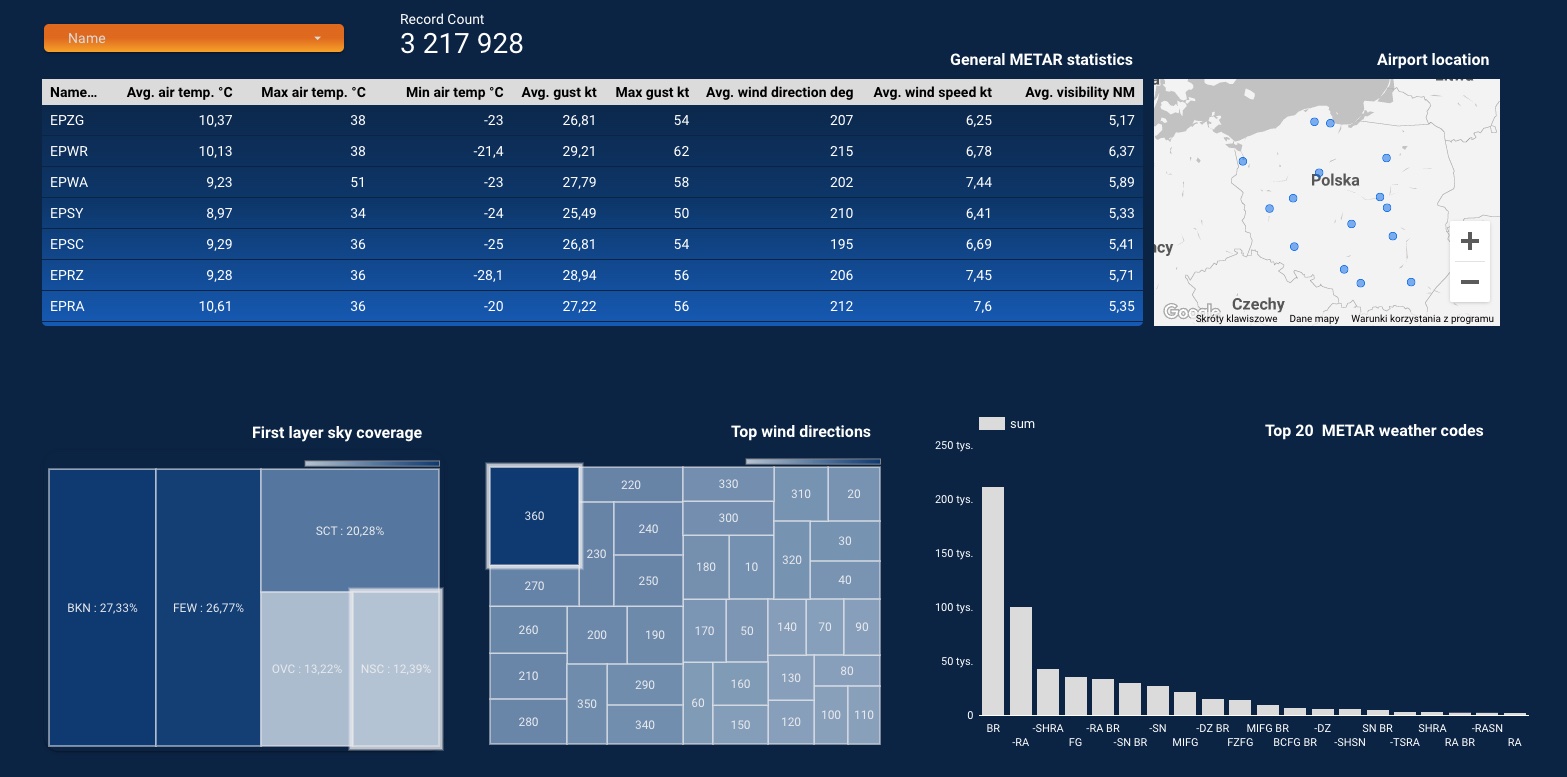 Name
Record Count
3 217 928
General METAR statistics
Airport location
Name... Avg. air temp. °C Max air temp. °C Min air temp °C Avg. gust kt Max gust kt Avg. wind direction deg Avg. wind speed kt Avg. visibility NM
EPZG 10,37 38 -23 26,81 54 207 6,25 5,17
EPWR 10,13 38 -21,4 29,21 62 215 6,78 6,37
EPWA 9,23 51 -23 27,79 58 202 7,44 5,89
EPSY 8,97 34 -24 25,49 50 210 6,41 5,33
EPSC 9,29 36 -25 26,81 54 195 6,69 5,41
EPRZ 9,28 36 -28,1 28,94 56 206 7,45 5,71
EPRA 10,61 36 -20 27,22 56 212 7,6 5,35
Polska
Czechy
Google
Skróty klawiszowe Dane mapy Warunki korzystania z programu
First layer sky coverage
BKN : 27,33%
FEW : 26,77%
SCT : 20,28%
OVC : 13,22%
NSC : 12,39%
Top wind directions
360
220
330
310
20
230
240
300
320
30
270
250
180
10
40
260
200
190
170
50
140
70
90
210
350
290
60
160
130
80
280
340
150
120
100
110
Top 20 METAR weather codes
sum
250 tys.
200 tys.
150 tys.
100 tys.
50 tys.
0
BR -SHRA -RA BR -SN -DZ BR MIFG BR -DZ SN BR SHRA -RASN
-RA FG -SN BR MIFG FZFG BCFG BR -SHSN -TSRA RA BR RA